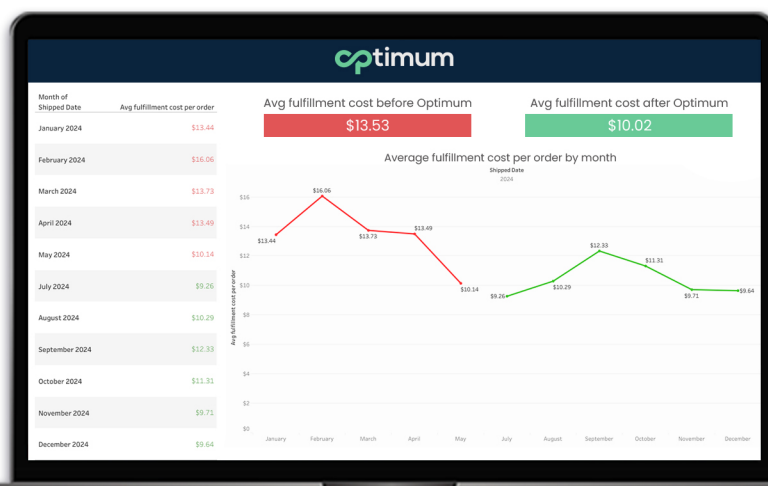 optimum
Month of
Shipped Date
Avg fulfillment cost per order
January 2024 $13.44
February 2024 $16.06
March 2024 $13.73
April 2024 $13.49
May 2024 $10.14
July 2024 $9.26
August 2024 $10.29
September 2024 $12.33
October 2024 $11.31
November 2024 $9.71
December 2024 $9.64
Avg fulfillment cost before Optimum
$13.53
Avg fulfillment cost after Optimum
$10.02
Average fulfillment cost per order by month
Shipped Date
2024
Avg fulfillment cost per order
$16
$14
$12
$10
$8
$6
$4
$2
$0
$13.44
$16.06
$13.73
$13.49
$10.14
$9.26
$10.29
$12.33
$11.31
$9.71
$9.64
January February March April May July August September October November December